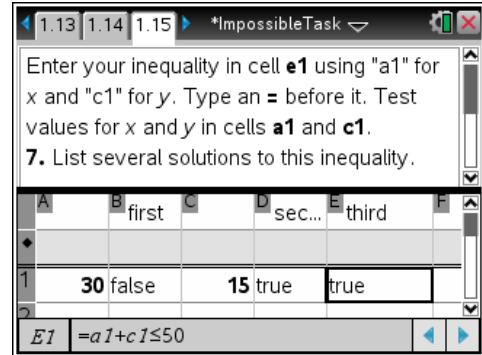 1.13 1.14 1.15 *ImpossibleTask
Enter your inequality in cell e1 using "a1" for
x and "c1" for y. Type an = before it. Test
values for x and y in cells a1 and c1.
7. List several solutions to this inequality.
A B first C D sec... E third F
1 30 false 15 true true
2
E1 =a1+c1≤50